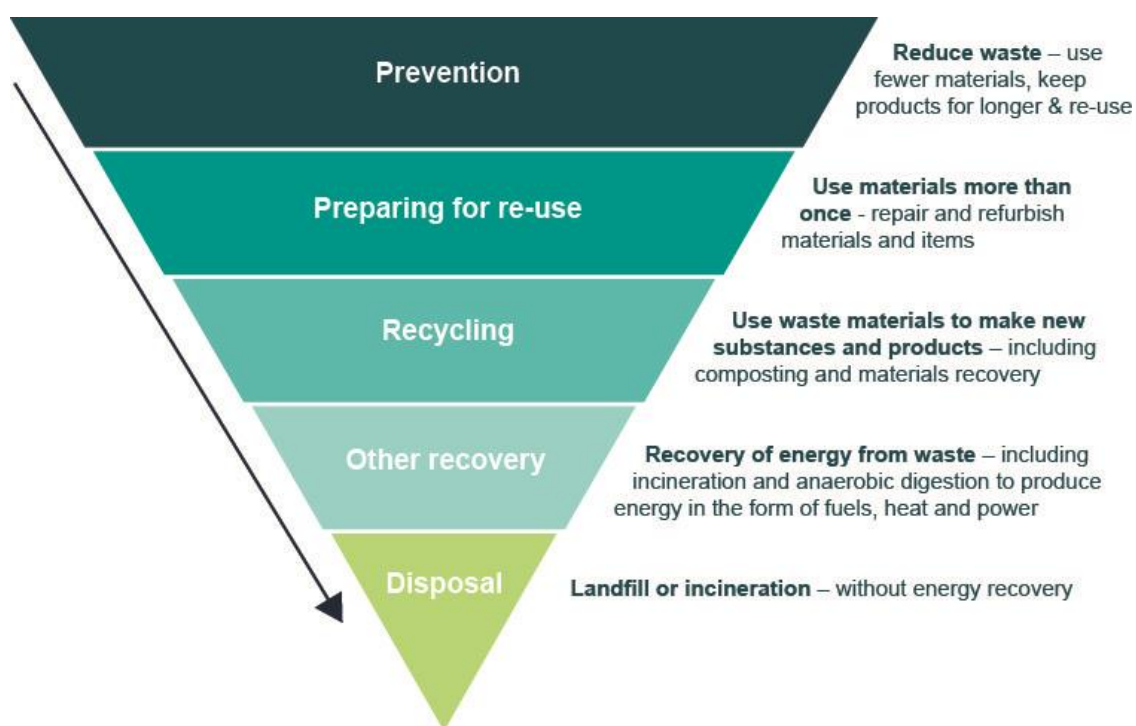 Prevention
Reduce waste – use
fewer materials, keep
products for longer & re-use
Preparing for re-use
Use materials more than
once - repair and refurbish
materials and items
Recycling
Use waste materials to make new
substances and products – including
composting and materials recovery
Other recovery
Recovery of energy from waste – including
incineration and anaerobic digestion to produce
energy in the form of fuels, heat and power
Disposal
Landfill or incineration – without energy recovery